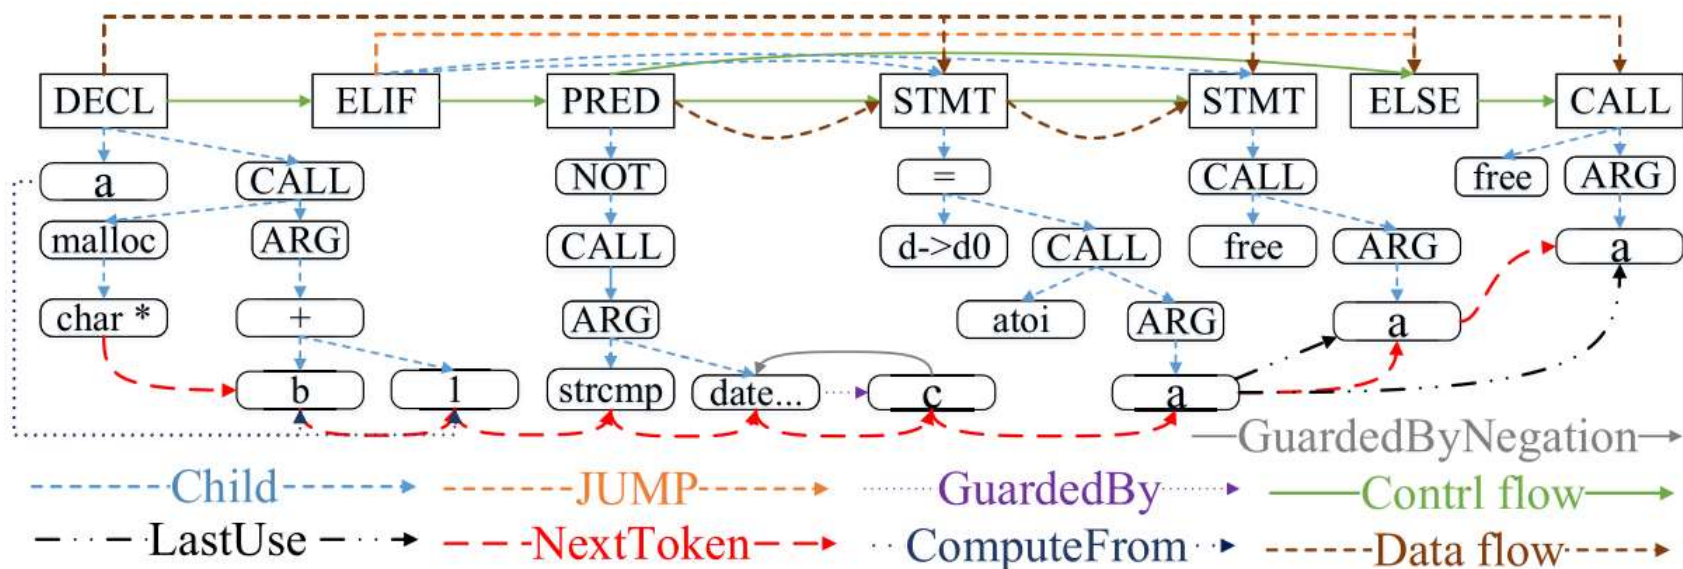 DECL ELIF PRED STMT STMT ELSE CALL
a CALL NOT = CALL free ARG
malloc ARG CALL d->d0 CALL free ARG a
char * + ARG atoi ARG a
b 1 strcmp date... c a
GuardedByNegation
Child JUMP GuardedBy Contrl flow
LastUse NextToken ComputeFrom Data flow